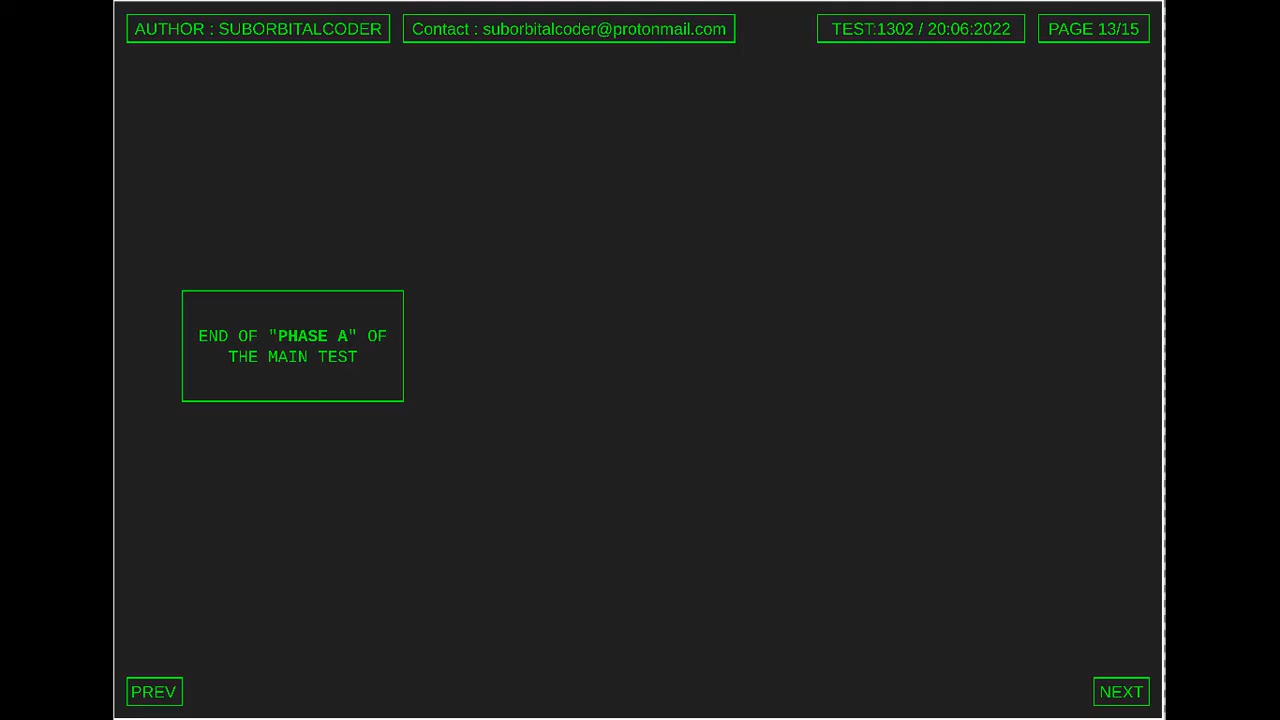 AUTHOR : SUBORBITALCODER
Contact : suborbitalcoder@protonmail.com
TEST:1302 / 20:06:2022
PAGE 13/15
END OF "PHASE A" OF
THE MAIN TEST
PREV
NEXT